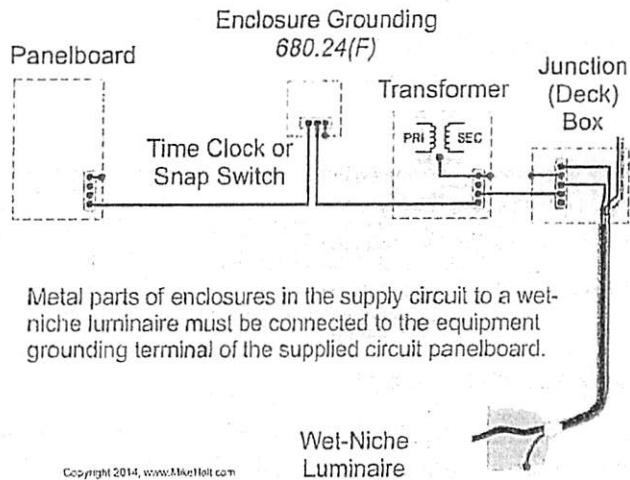 Enclosure Grounding
680.24(F)
Panelboard
Transformer
Junction
(Deck)
Box
PRI SEC
Time Clock or
Snap Switch
Metal parts of enclosures in the supply circuit to a wet-
niche luminaire must be connected to the equipment
grounding terminal of the supplied circuit panelboard.
Wet-Niche
Luminaire
Copyright 2014, www.MikeHolt.com